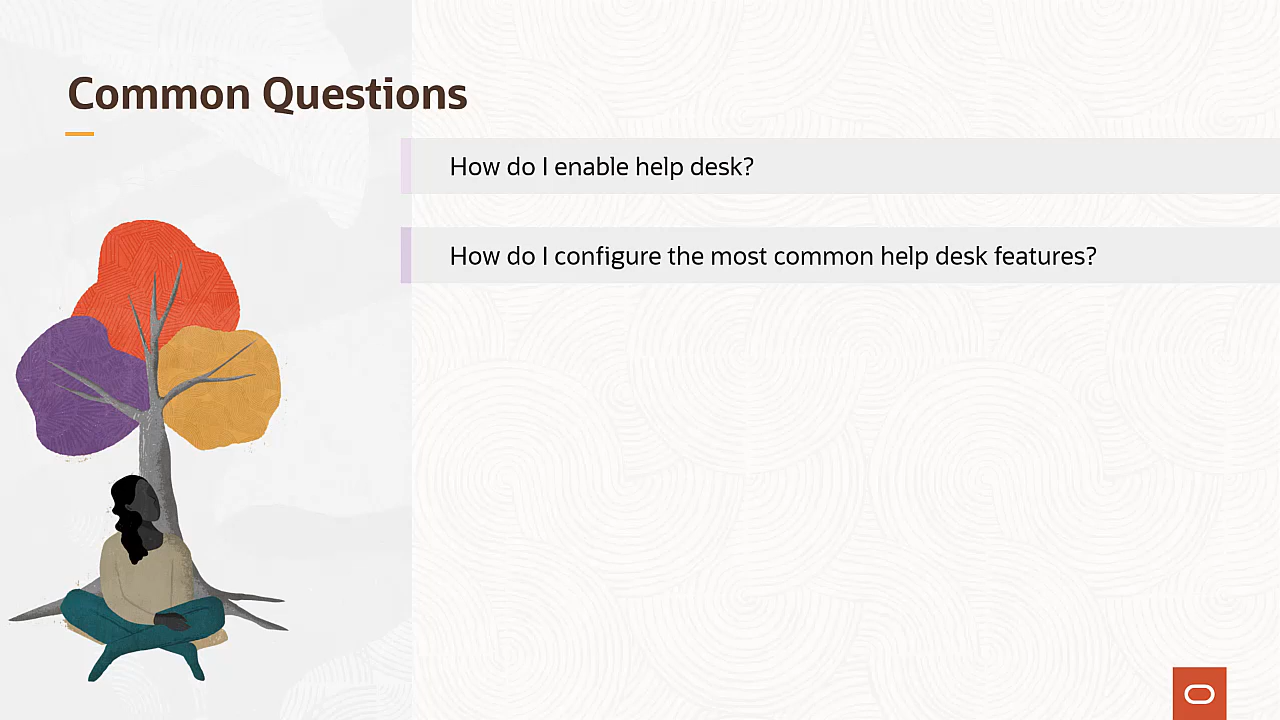 Common Questions
How do I enable help desk?
How do I configure the most common help desk features?